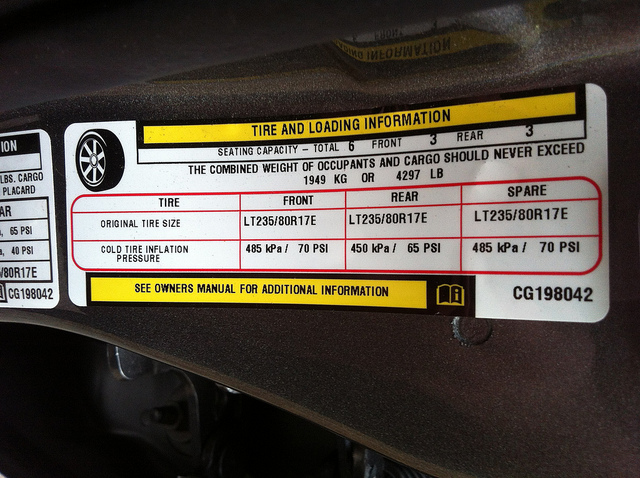 ION
LBS. CARGO
PLACARD
AR
65 PSI
40 PSI
/80R17E
CG198042
TIRE AND LOADING INFORMATION
SEATING CAPACITY - TOTAL 6 FRONT 3 REAR 3
THE COMBINED WEIGHT OF OCCUPANTS AND CARGO SHOULD NEVER EXCEED
1949 KG OR 4297 LB
TIRE FRONT REAR SPARE
ORIGINAL TIRE SIZE LT235/80R17E LT235/80R17E LT235/80R17E
COLD TIRE INFLATION PRESSURE 485 kPa / 70 PSI 450 kPa / 65 PSI 485 kPa / 70 PSI
SEE OWNERS MANUAL FOR ADDITIONAL INFORMATION
CG198042